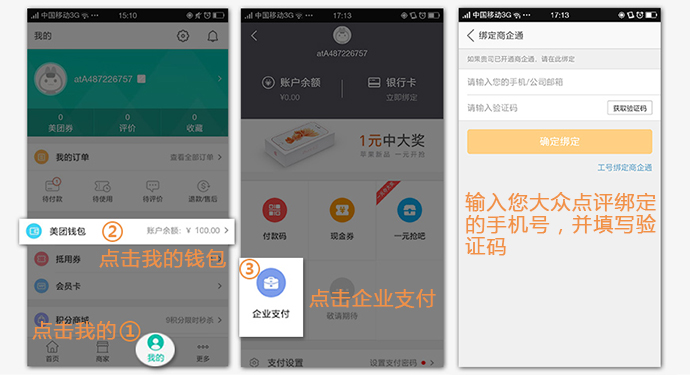 中国移动3G 15:10
我的
atA487226757
0 0 0
美团券 评价 收藏
我的订单 查看全部订单
待付款 待使用 待评价 退款/售后
美团钱包 ② 账户余额: ¥ 100.00
抵用券 点击我的钱包
会员卡
积分商城 0积分限时秒杀
点击我的①
首页 商家 我的 更多
中国移动3G 17:13
atA487226757
账户余额 银行卡
¥0.00 立即绑定
1元中大奖
苹果新品 一元开抢
付款码 现金券 一元抢吧
③
企业支付 点击企业支付
敬请期待
支付设置 设置支付密码
中国移动3G 17:13
绑定商企通
如果贵司已开通商企通,请在此绑定
请输入您的手机/公司邮箱
请输入验证码 获取验证码
确定绑定
工号绑定商企通
输入您大众点评绑定
的手机号，并填写验
证码